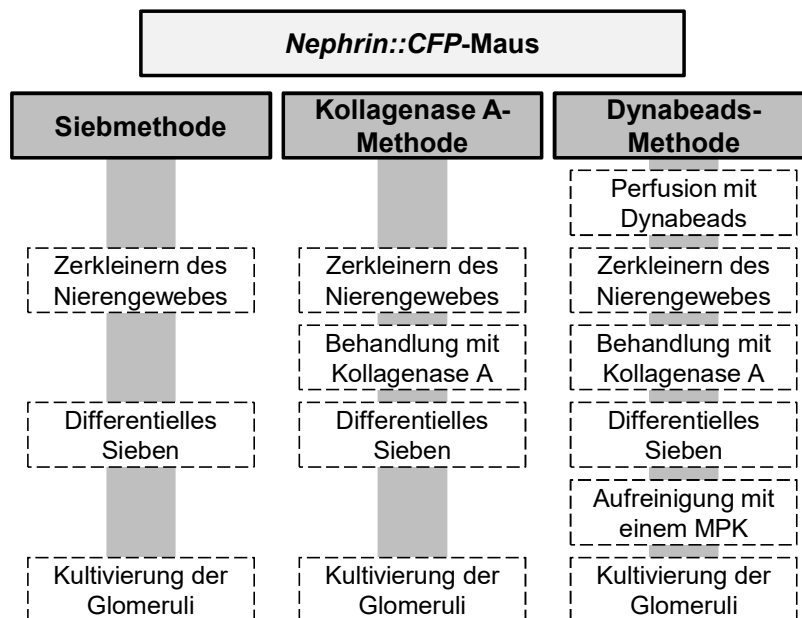 Nephrin::CFP-Maus
Siebmethode
Kollagenase A-
Methode
Dynabeads-
Methode
Perfusion mit
Dynabeads
Zerkleinern des
Nierengewebes
Zerkleinern des
Nierengewebes
Zerkleinern des
Nierengewebes
Behandlung mit
Kollagenase A
Behandlung mit
Kollagenase A
Differentielles
Sieben
Differentielles
Sieben
Differentielles
Sieben
Aufreinigung mit
einem MPK
Kultivierung der
Glomeruli
Kultivierung der
Glomeruli
Kultivierung der
Glomeruli